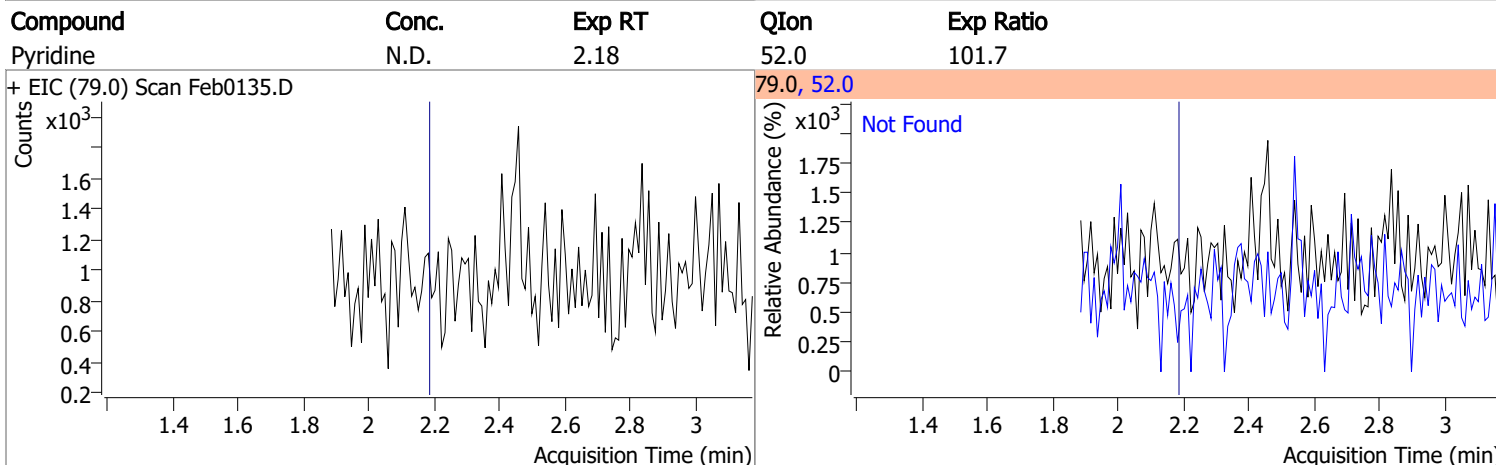 Compound Conc. Exp RT QIon Exp Ratio
Pyridine N.D. 2.18 52.0 101.7
+ EIC (79.0) Scan Feb0135.D
Counts
x10³
1.6
1.4
1.2
1
0.8
0.6
0.4
0.2
1.4 1.6 1.8 2 2.2 2.4 2.6 2.8 3
Acquisition Time (min)
79.0, 52.0
Relative Abundance (%)
x10³
Not Found
1.75
1.5
1.25
1
0.75
0.5
0.25
0
1.4 1.6 1.8 2 2.2 2.4 2.6 2.8 3
Acquisition Time (min)